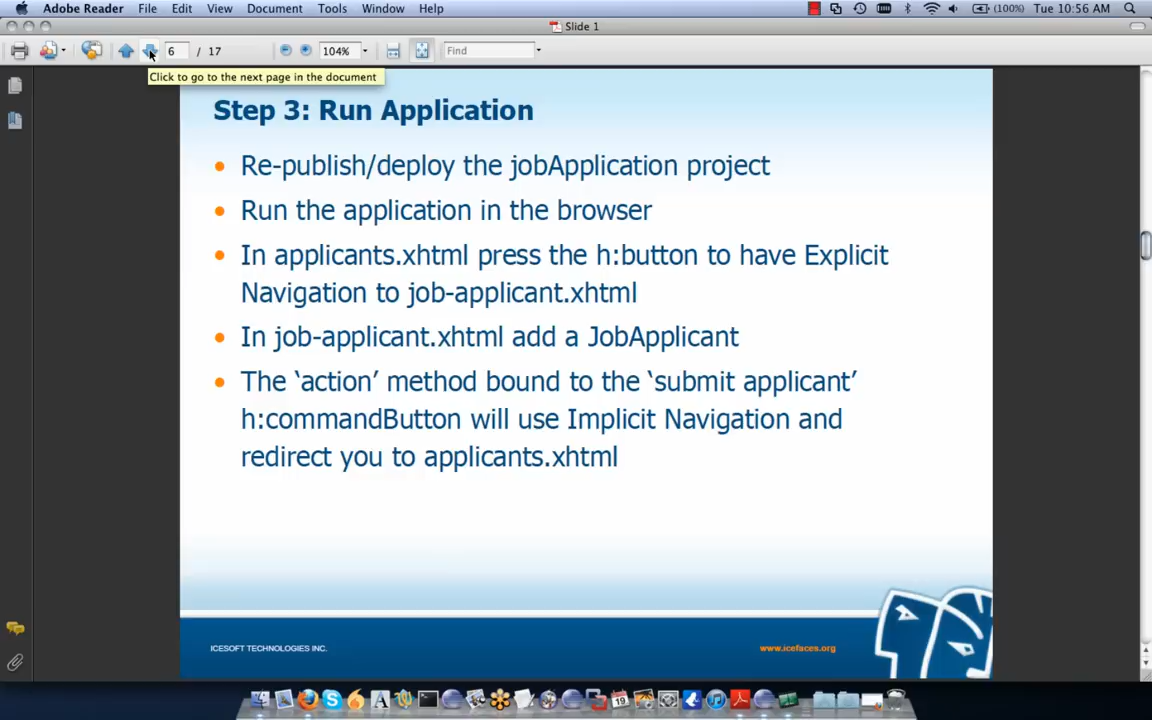 Adobe Reader File Edit View Document Tools Window Help (100%) Tue 10:56 AM
Slide 1
6 / 17 104% Find
Click to go to the next page in the document
Step 3: Run Application
• Re-publish/deploy the jobApplication project
• Run the application in the browser
• In applicants.xhtml press the h:button to have Explicit
Navigation to job-applicant.xhtml
• In job-applicant.xhtml add a JobApplicant
• The ‘action’ method bound to the ‘submit applicant’
h:commandButton will use Implicit Navigation and
redirect you to applicants.xhtml
ICESOFT TECHNOLOGIES INC. www.icefaces.org
19